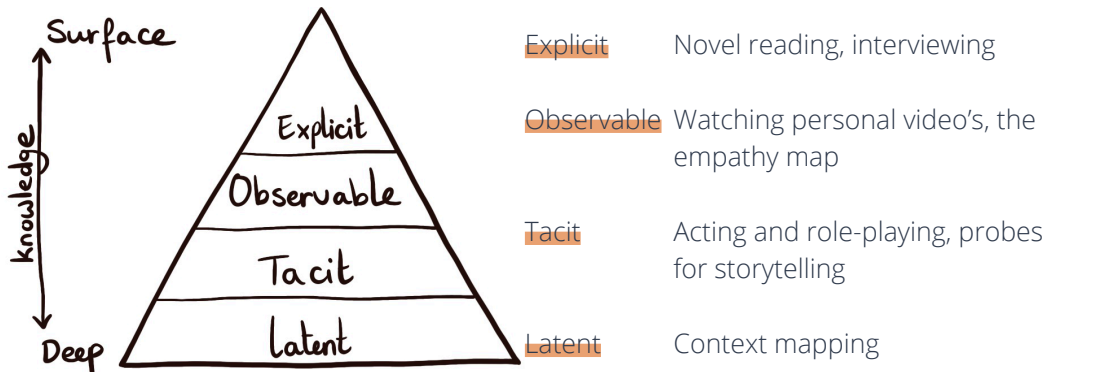 Surface
knowledge
Deep
Explicit
Observable
Tacit
Latent
Explicit Novel reading, interviewing
Observable Watching personal video’s, the
empathy map
Tacit Acting and role-playing, probes
for storytelling
Latent Context mapping